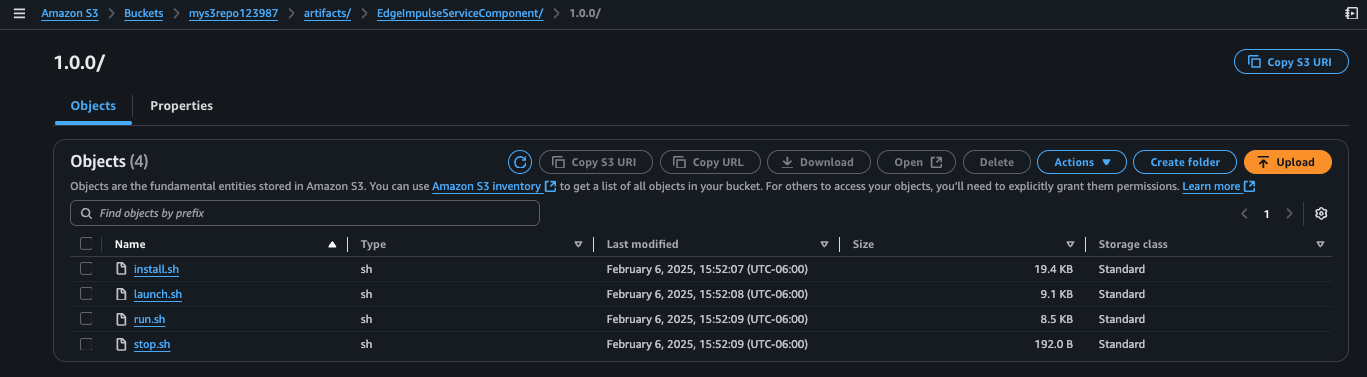 Amazon S3 > Buckets > mys3repo123987 > artifacts/ > EdgeImpulseServiceComponent/ > 1.0.0/
1.0.0/
Copy S3 URI
Objects Properties
Objects (4) Copy S3 URI Copy URL Download Open Delete Actions Create folder Upload
Objects are the fundamental entities stored in Amazon S3. You can use Amazon S3 inventory to get a list of all objects in your bucket. For others to access your objects, you'll need to explicitly grant them permissions. Learn more
Find objects by prefix 1
Name Type Last modified Size Storage class
install.sh sh February 6, 2025, 15:52:07 (UTC-06:00) 19.4 KB Standard
launch.sh sh February 6, 2025, 15:52:08 (UTC-06:00) 9.1 KB Standard
run.sh sh February 6, 2025, 15:52:09 (UTC-06:00) 8.5 KB Standard
stop.sh sh February 6, 2025, 15:52:09 (UTC-06:00) 192.0 B Standard